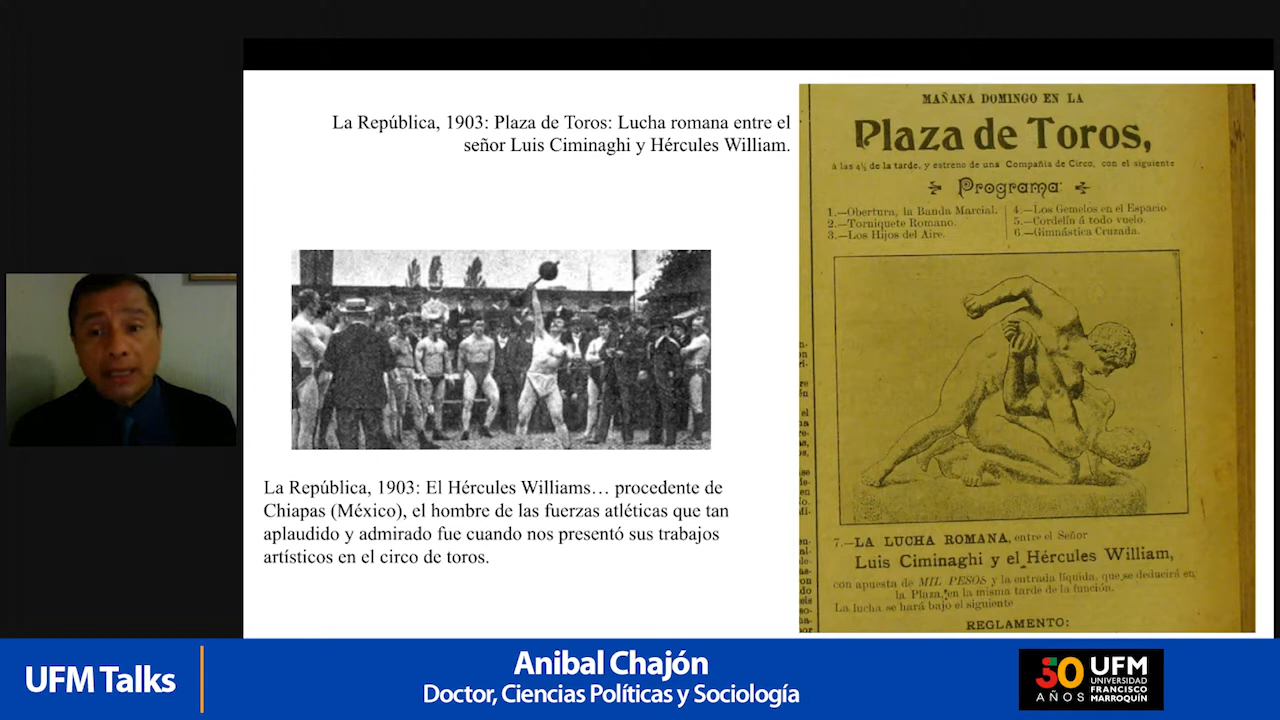 La República, 1903: Plaza de Toros: Lucha romana entre el
señor Luis Ciminaghi y Hércules William.
La República, 1903: El Hércules Williams… procedente de
Chiapas (México), el hombre de las fuerzas atléticas que tan
aplaudido y admirado fue cuando nos presentó sus trabajos
artísticos en el circo de toros.
MAÑANA DOMINGO EN LA
Plaza de Toros,
á las 4½ de la tarde, y estreno de una Compañia de Circo, con el siguiente
Programa
1.—Obertura, la Banda Marcial.
2.—Torniquete Romano.
3.—Los Hijos del Aire.
4.—Los Gemelos en el Espacio
5.—Cordelín á todo vuelo.
6.—Gimnástica Cruzada.
7.—LA LUCHA ROMANA, entre el Señor
Luis Ciminaghi y el Hércules William,
con apuesta de MIL PESOS y la entrada líquida, que se deducirá en
la Plaza, en la misma tarde de la función.
La lucha se hará bajo el siguiente
REGLAMENTO:
UFM Talks
Anibal Chajón
Doctor, Ciencias Políticas y Sociología
50
AÑOS
UFM
UNIVERSIDAD
FRANCISCO
MARROQUÍN